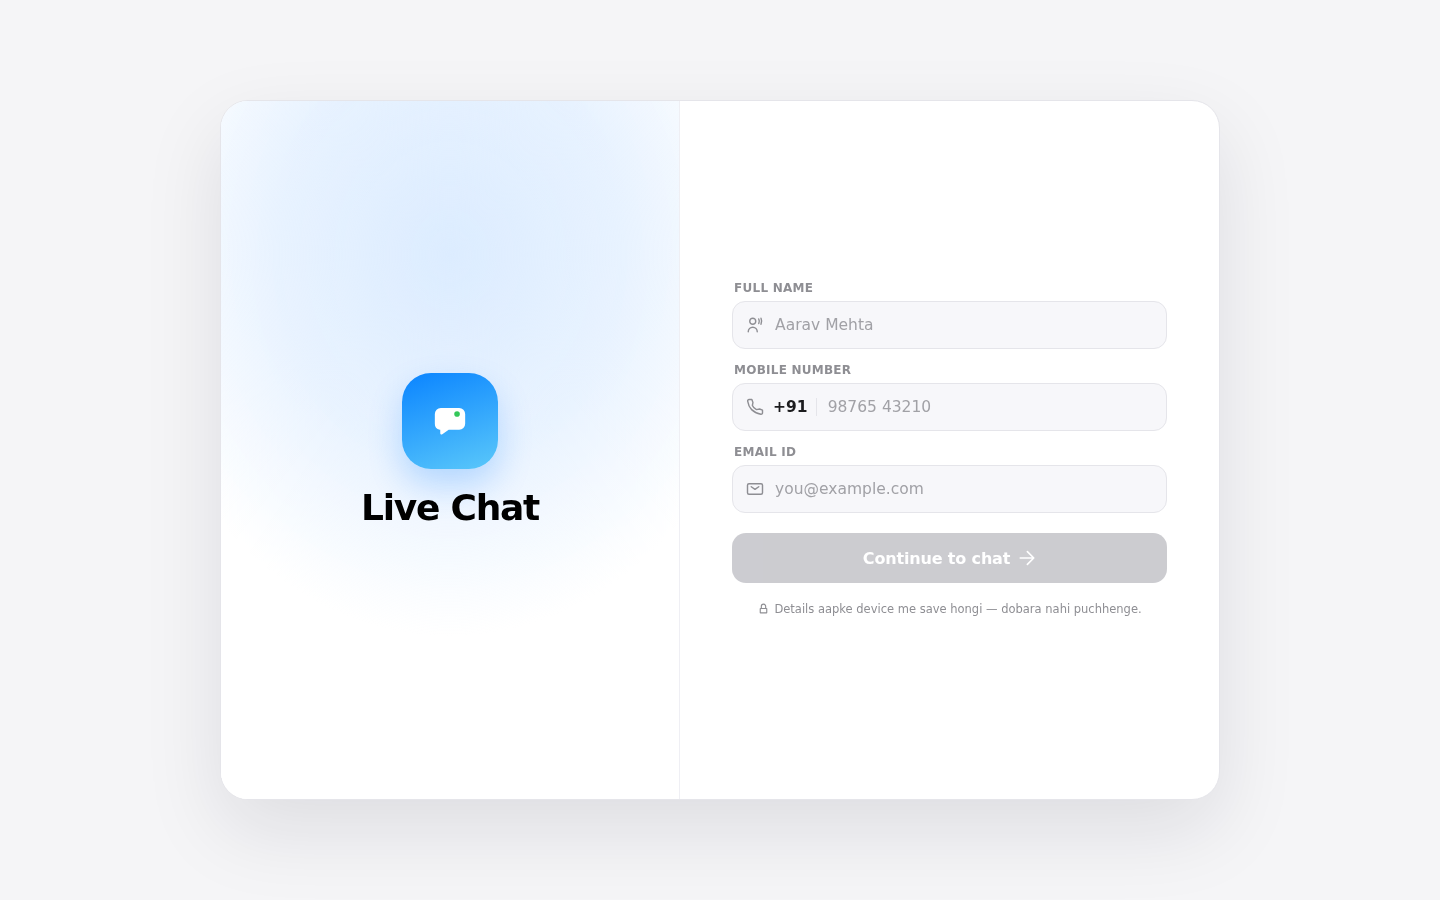 Live Chat
FULL NAME
Aarav Mehta
MOBILE NUMBER
+91 98765 43210
EMAIL ID
you@example.com
Continue to chat →
Details aapke device me save hongi — dobara nahi puchhenge.